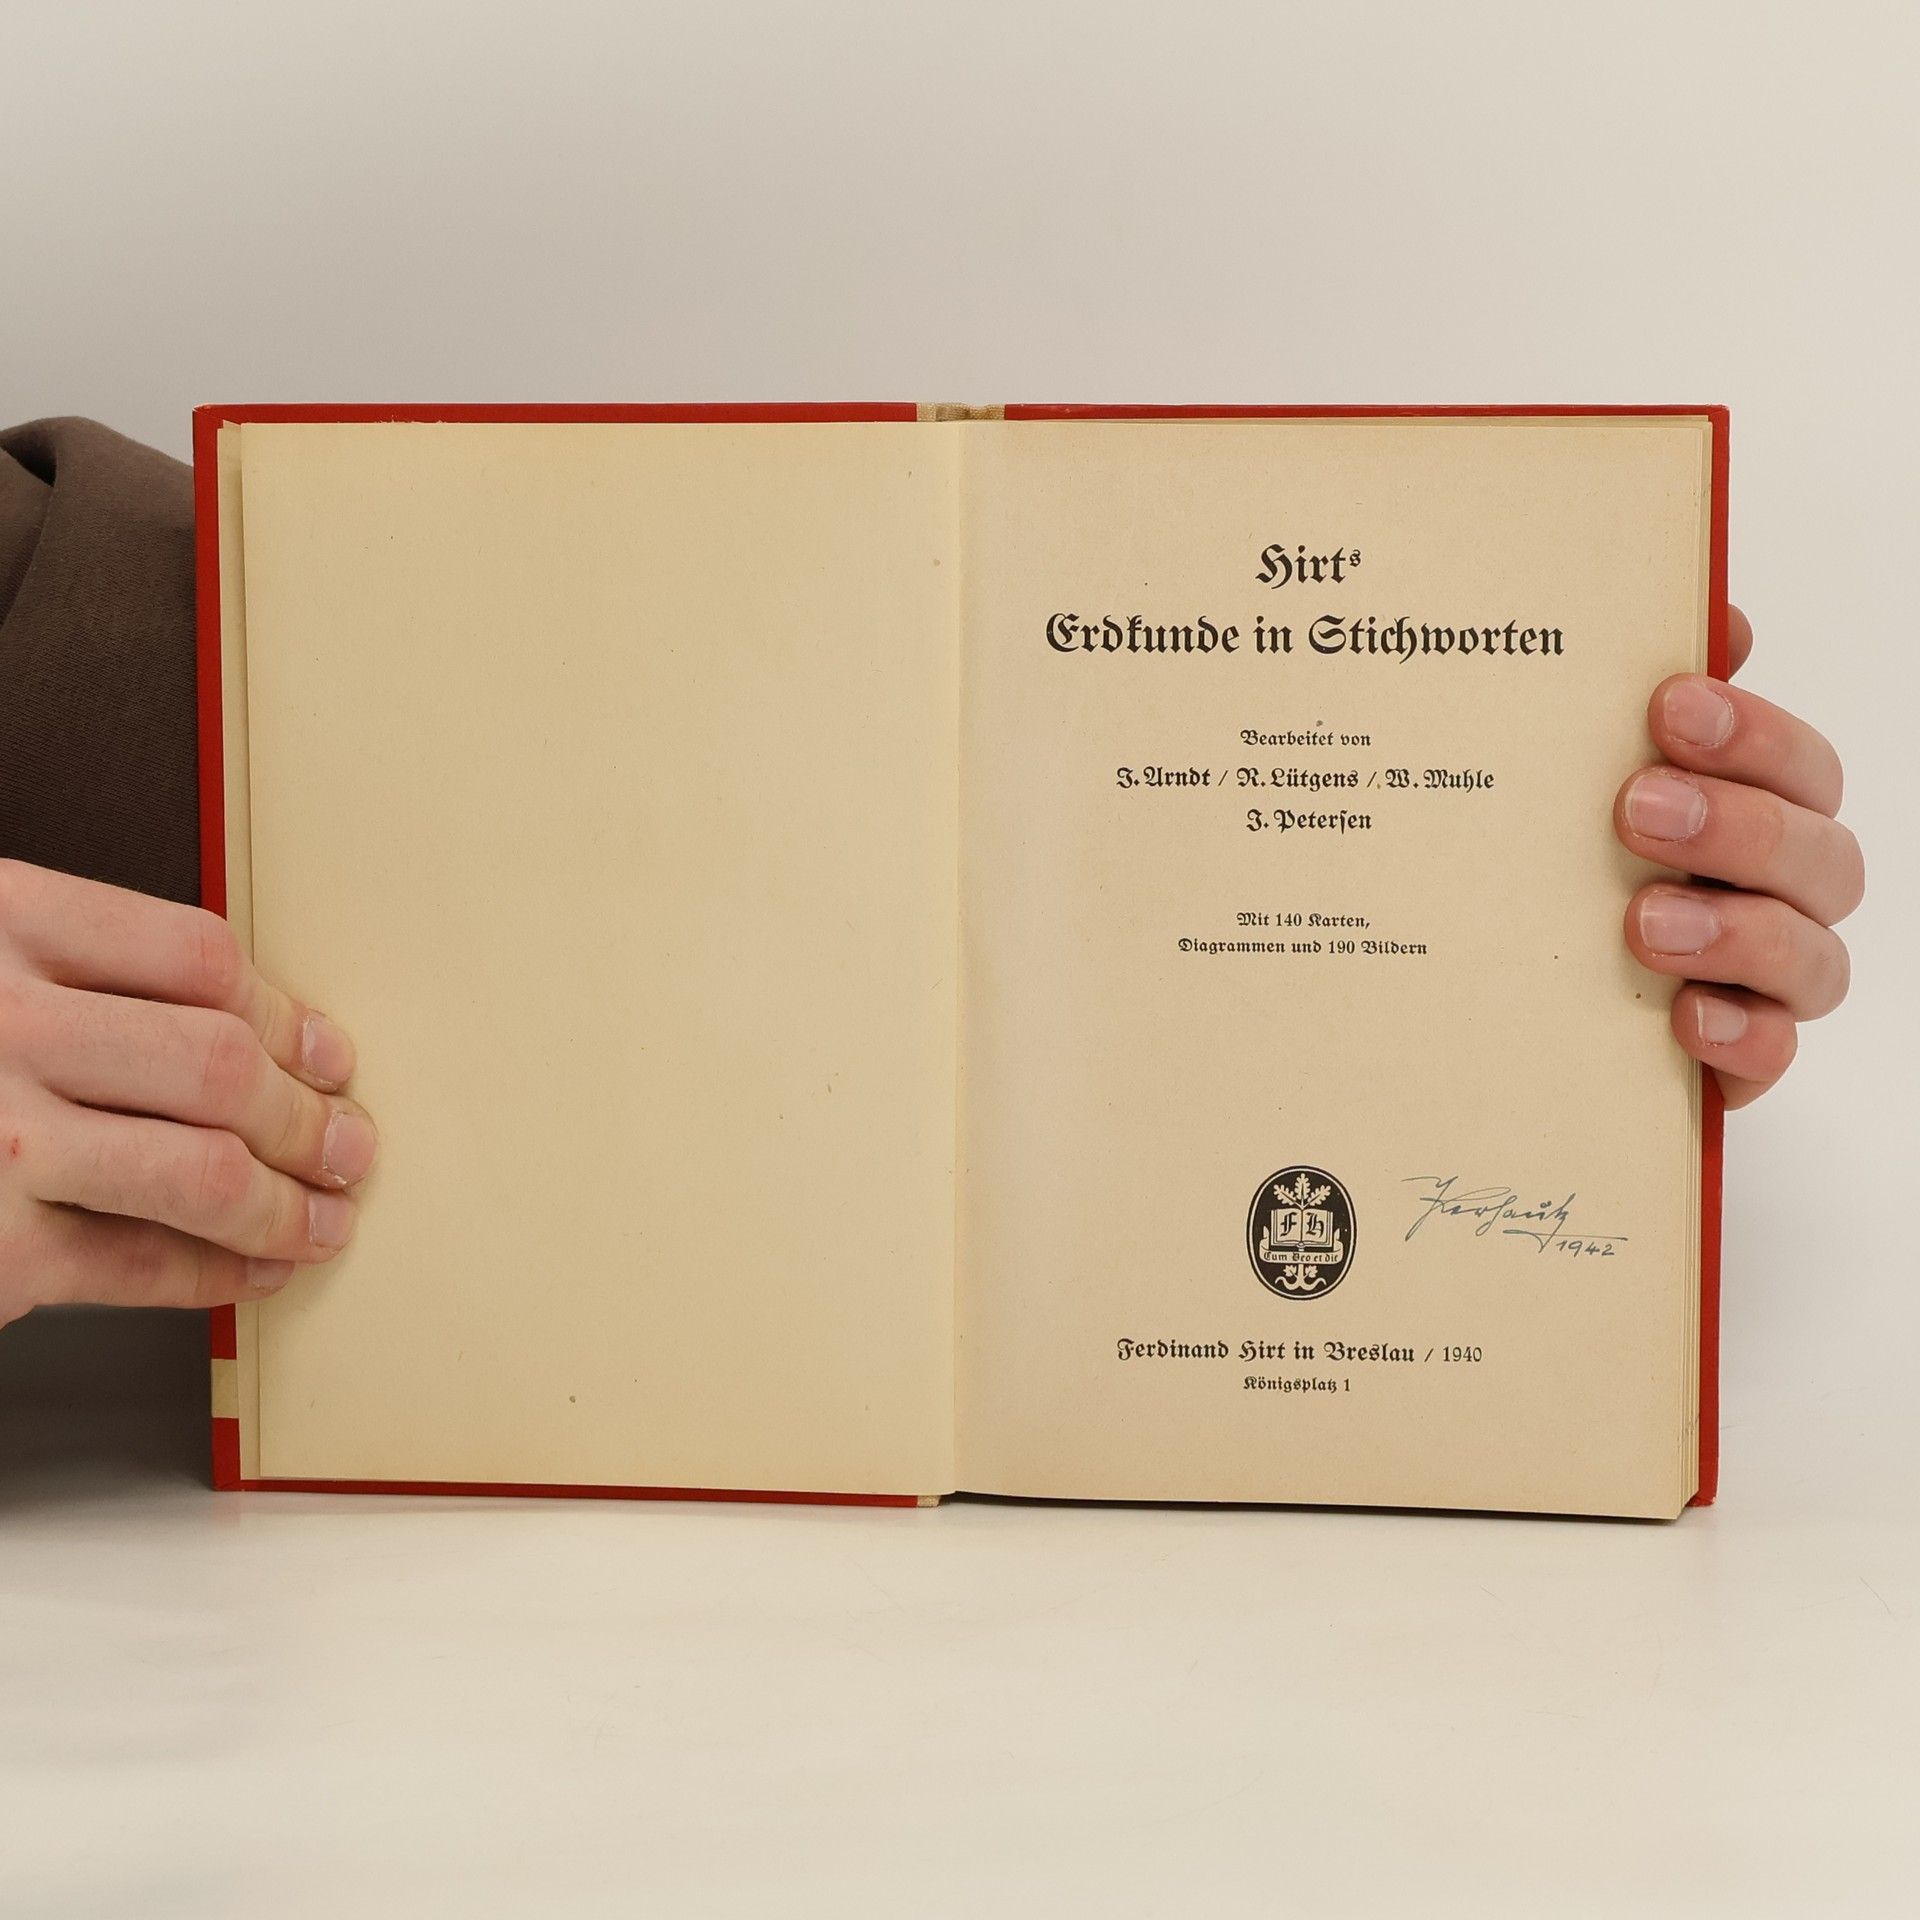 Hirts
Erdkunde in Stichworten
Bearbeitet von
J. Arndt / R. Lütgens / W. Muhle
J. Petersen
Mit 140 Karten,
Diagrammen und 190 Bildern
F H
Cum Deo et die
1942
Ferdinand Hirt in Breslau / 1940
Königsplatz 1